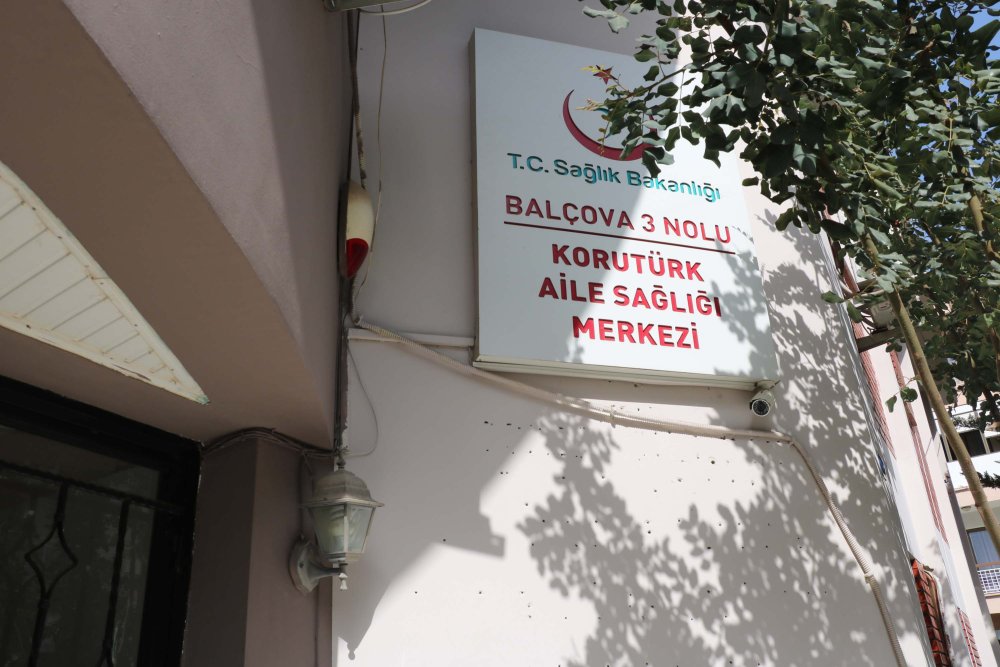 T.C. Sağlık Bakanlığı
BALÇOVA 3 NOLU
KORUTÜRK
AİLE SAĞLIĞI
MERKEZİ